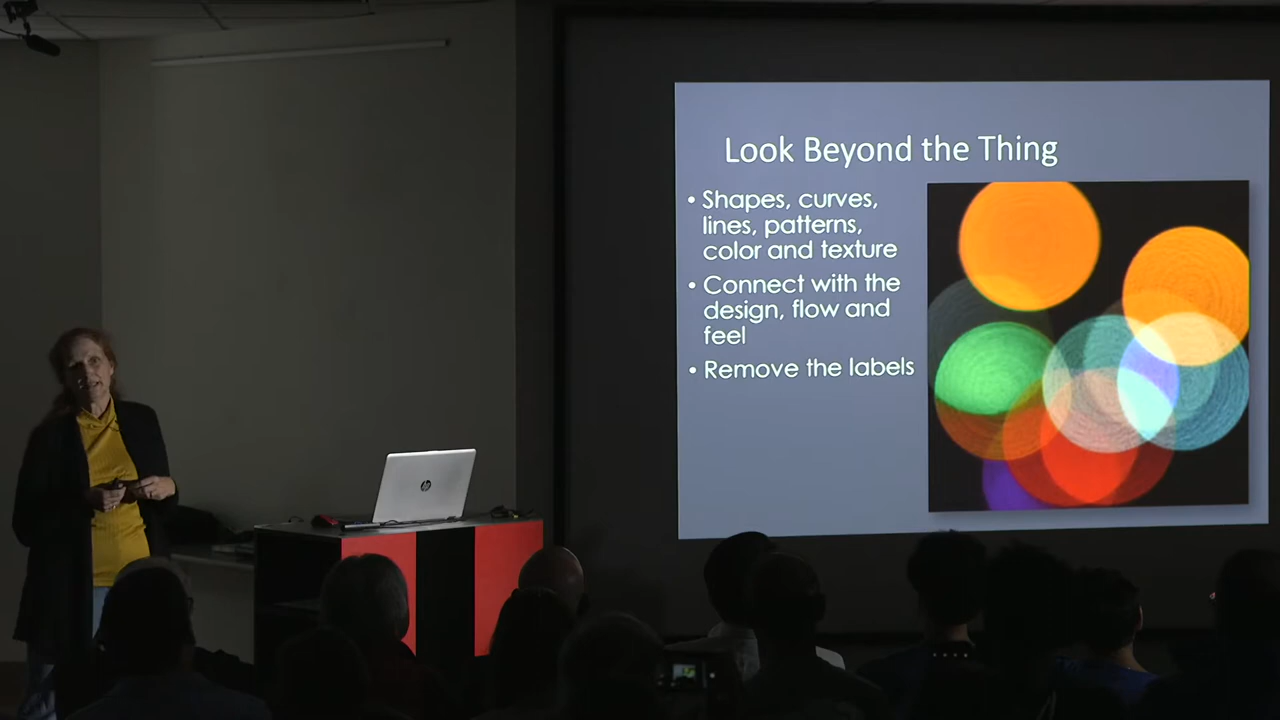 Look Beyond the Thing
• Shapes, curves,
lines, patterns,
color and texture
• Connect with the
design, flow and
feel
• Remove the labels
hp